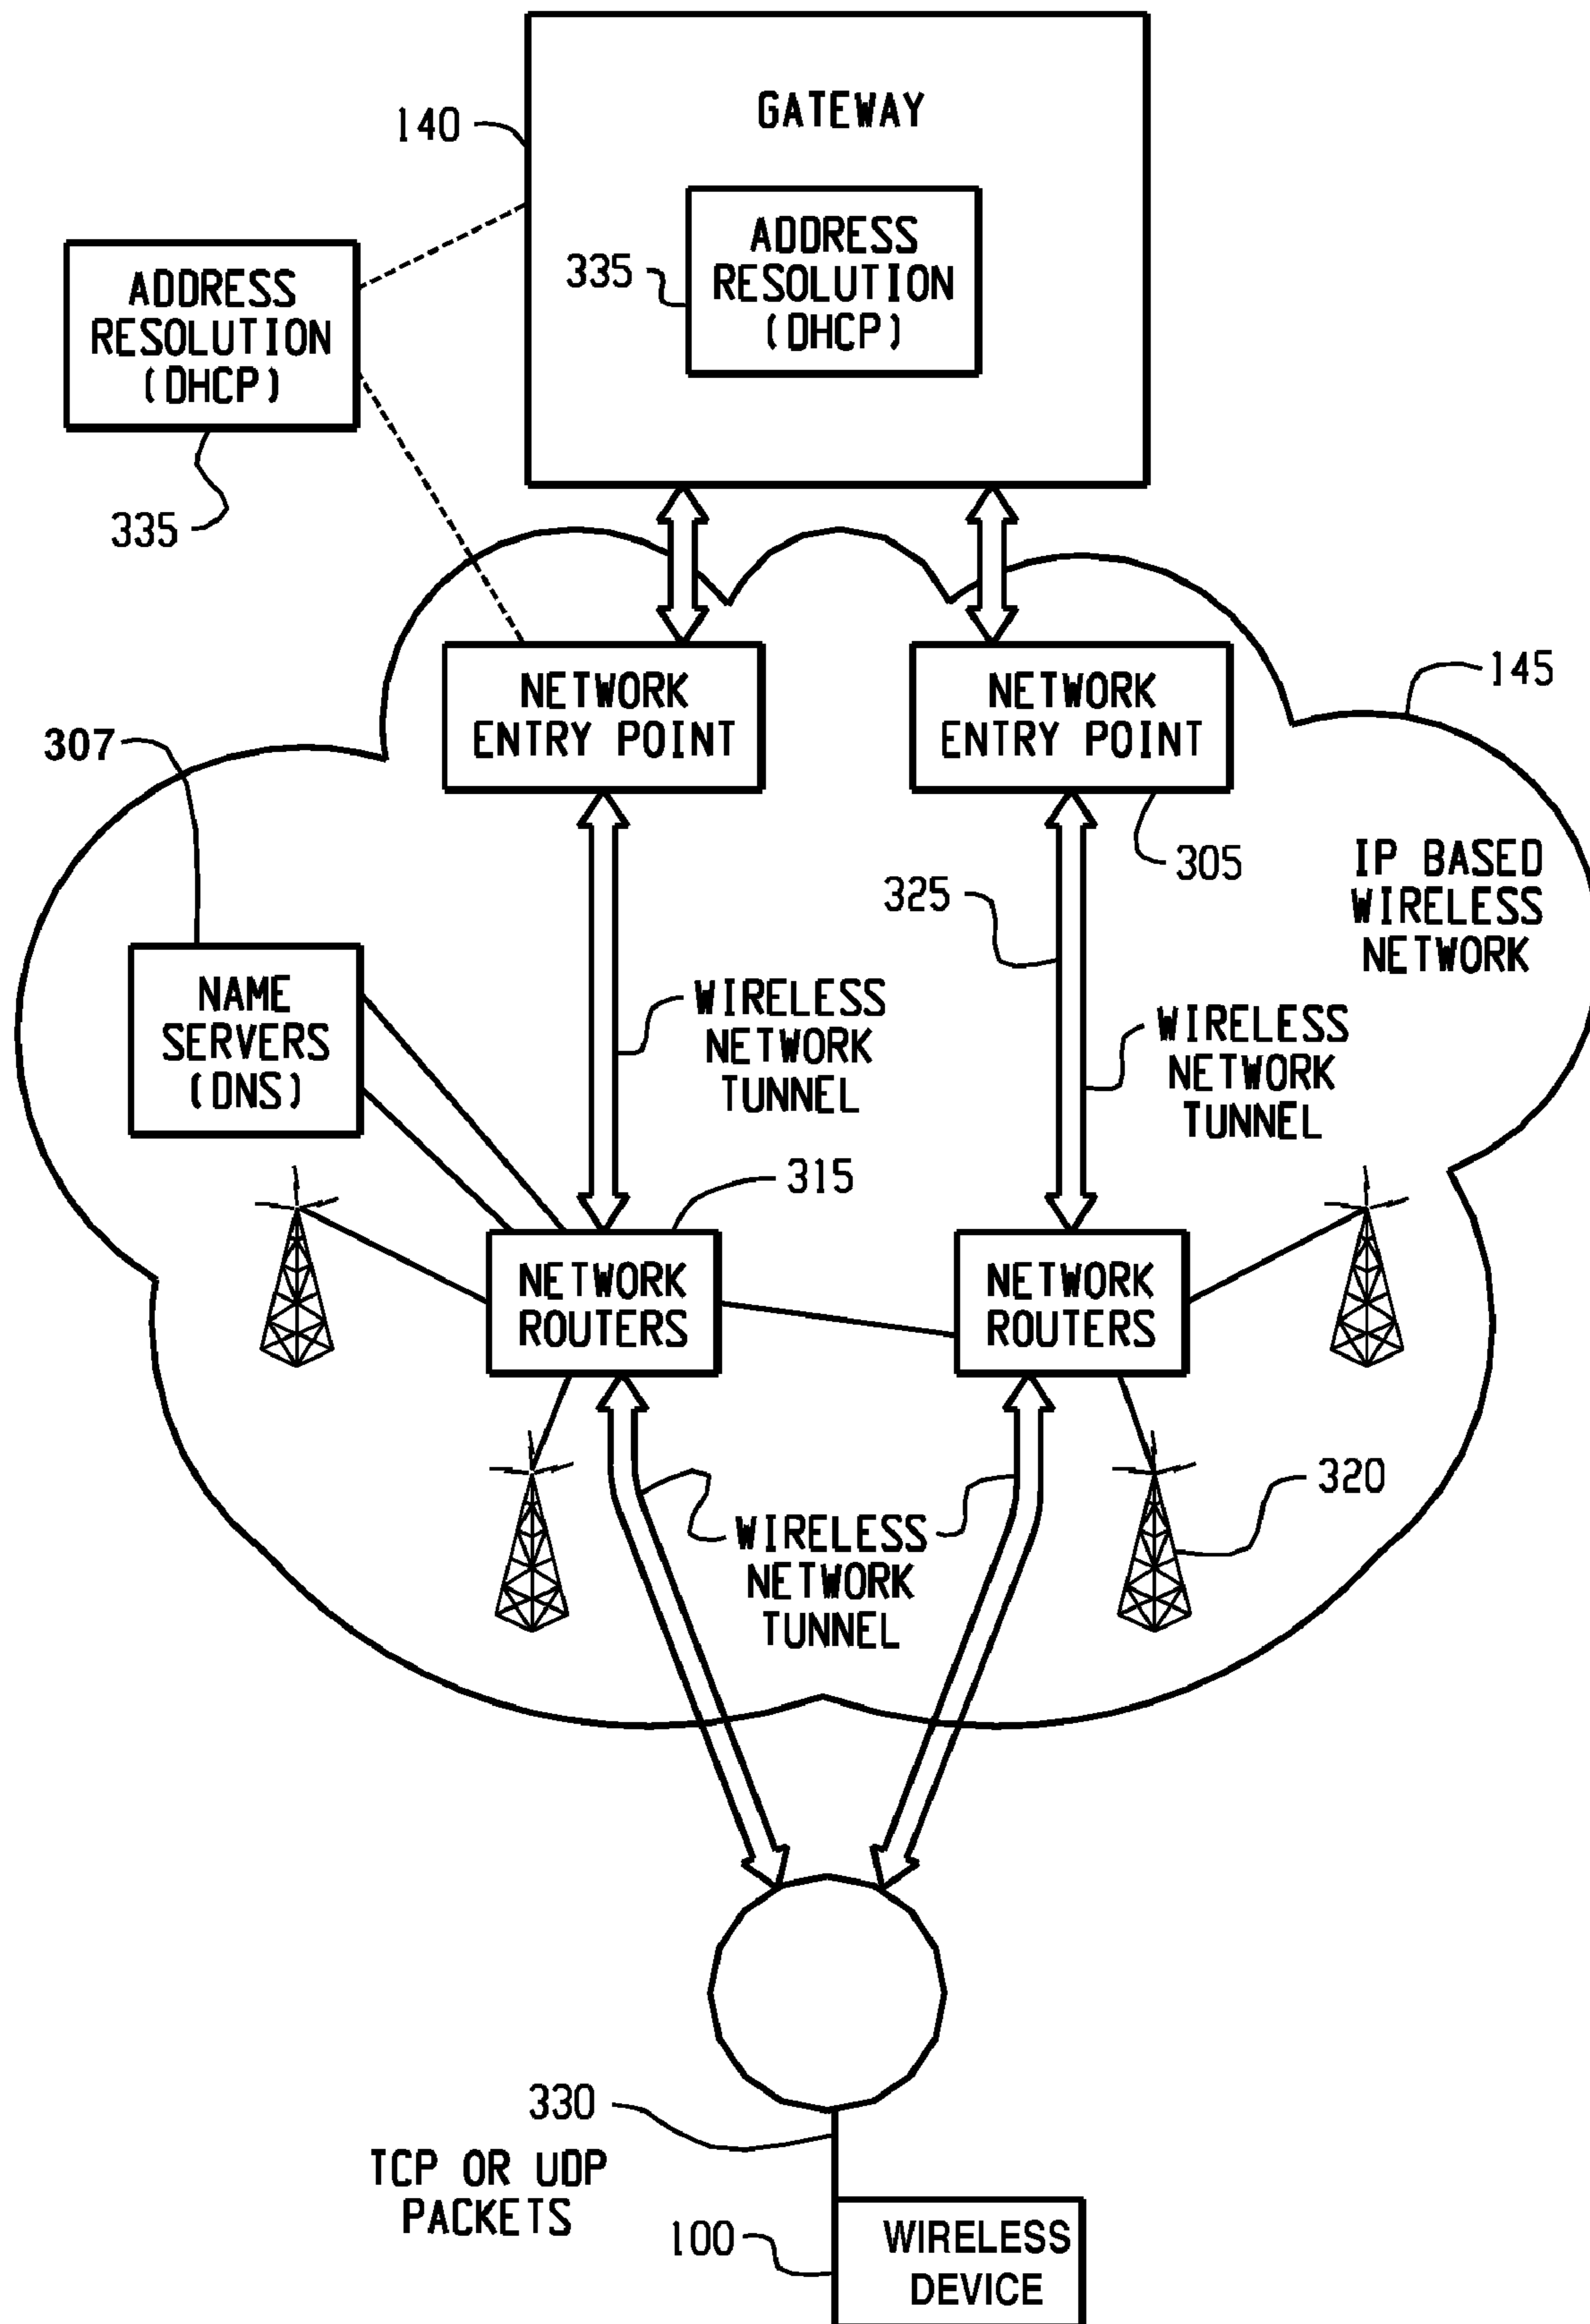 GATEWAY
140
ADDRESS
RESOLUTION
(DHCP)
335
ADDRESS
RESOLUTION
(DHCP)
335
NETWORK
ENTRY POINT
NETWORK
ENTRY POINT
145
307
305
325
IP BASED
WIRELESS
NETWORK
NAME
SERVERS
(DNS)
WIRELESS
NETWORK
TUNNEL
WIRELESS
NETWORK
TUNNEL
315
NETWORK
ROUTERS
NETWORK
ROUTERS
320
WIRELESS
NETWORK
TUNNEL
330
TCP OR UDP
PACKETS
100
WIRELESS
DEVICE